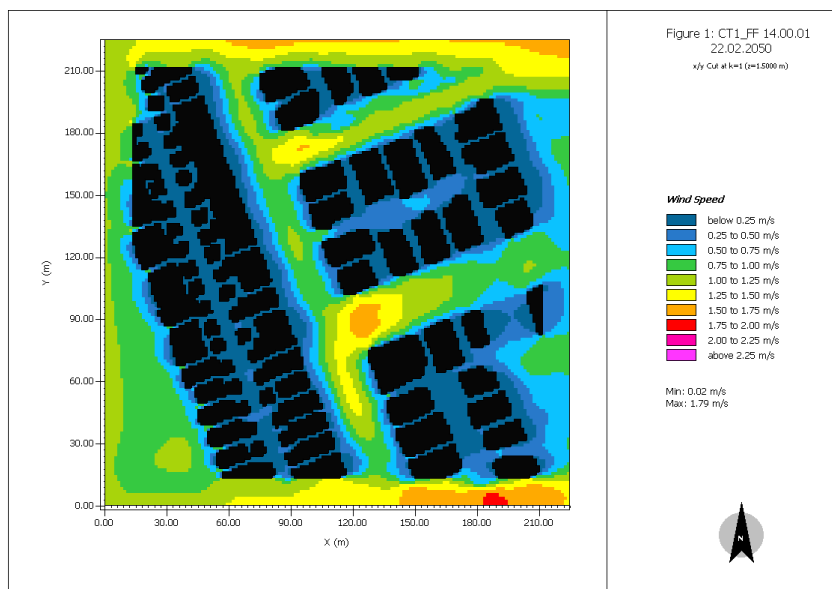 Figure 1: CT1_FF 14.00.01
22.02.2050
x/y Cut at k=1 (z=1.5000 m)
210.00
180.00
150.00
120.00
90.00
60.00
30.00
0.00
Y (m)
0.00 30.00 60.00 90.00 120.00 150.00 180.00 210.00
X (m)
Wind Speed
below 0.25 m/s
0.25 to 0.50 m/s
0.50 to 0.75 m/s
0.75 to 1.00 m/s
1.00 to 1.25 m/s
1.25 to 1.50 m/s
1.50 to 1.75 m/s
1.75 to 2.00 m/s
2.00 to 2.25 m/s
above 2.25 m/s
Min: 0.02 m/s
Max: 1.79 m/s
N